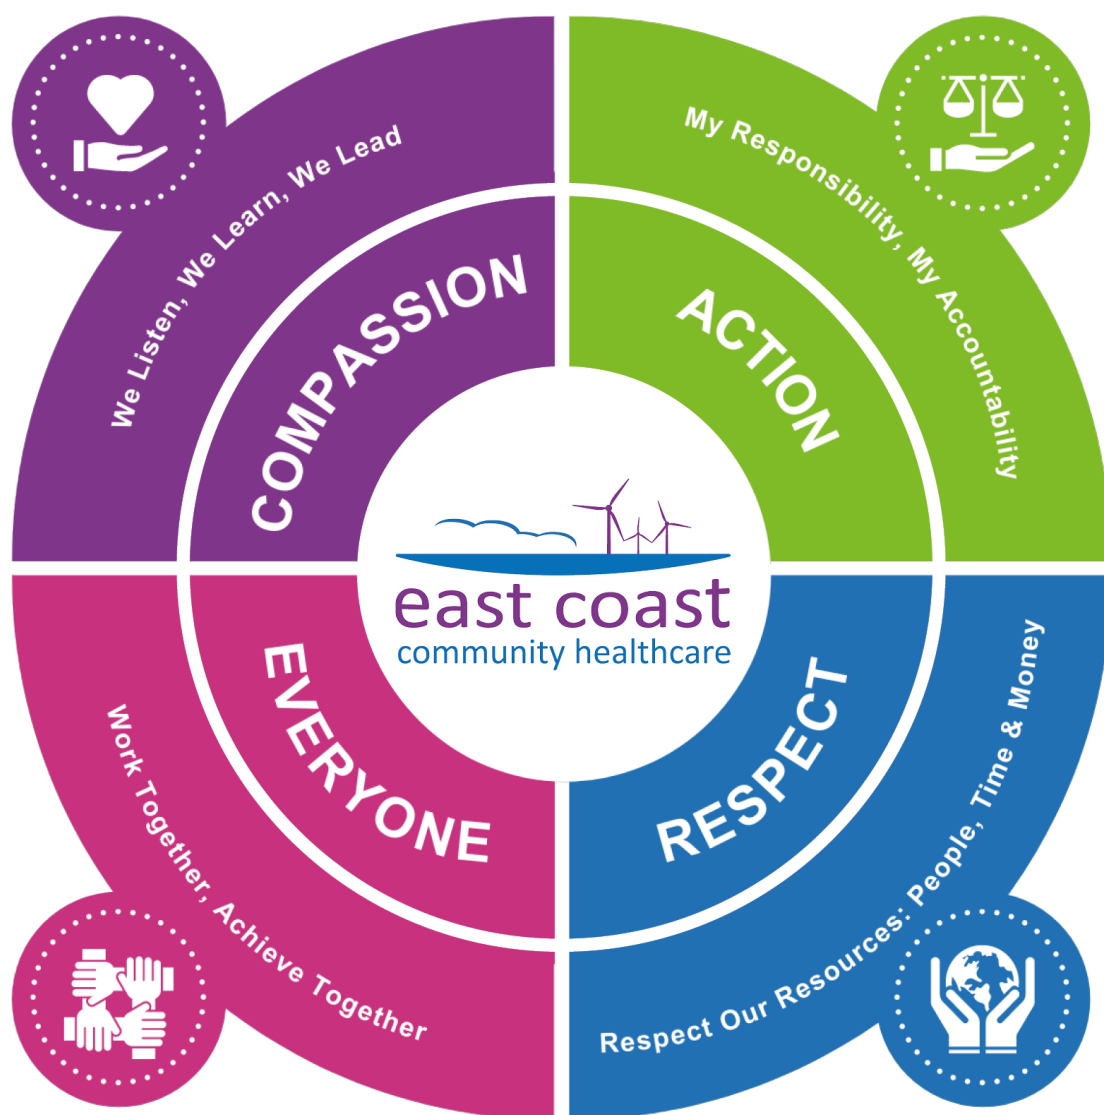 We Listen, We Learn, We Lead
COMPASSION
My Responsibility, My Accountability
ACTION
east coast
community healthcare
EVERYONE
Work Together, Achieve Together
RESPECT
Respect Our Resources: People, Time & Money